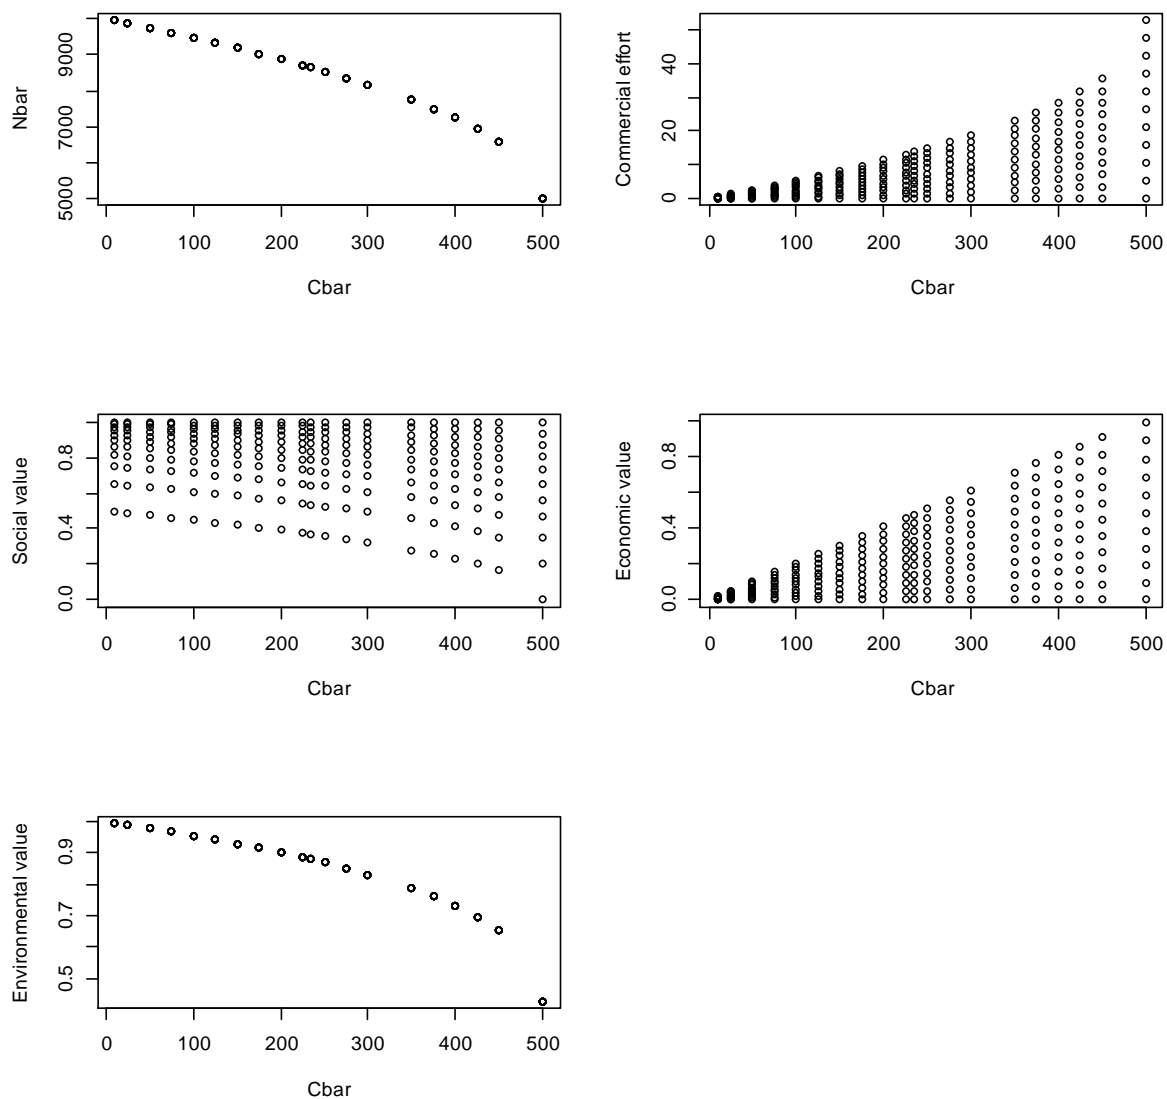 Nbar
5000 7000 9000
0 100 200 300 400 500
Cbar
Commercial effort
0 20 40
0 100 200 300 400 500
Cbar
Social value
0.0 0.4 0.8
0 100 200 300 400 500
Cbar
Economic value
0.0 0.4 0.8
0 100 200 300 400 500
Cbar
Environmental value
0.5 0.7 0.9
0 100 200 300 400 500
Cbar